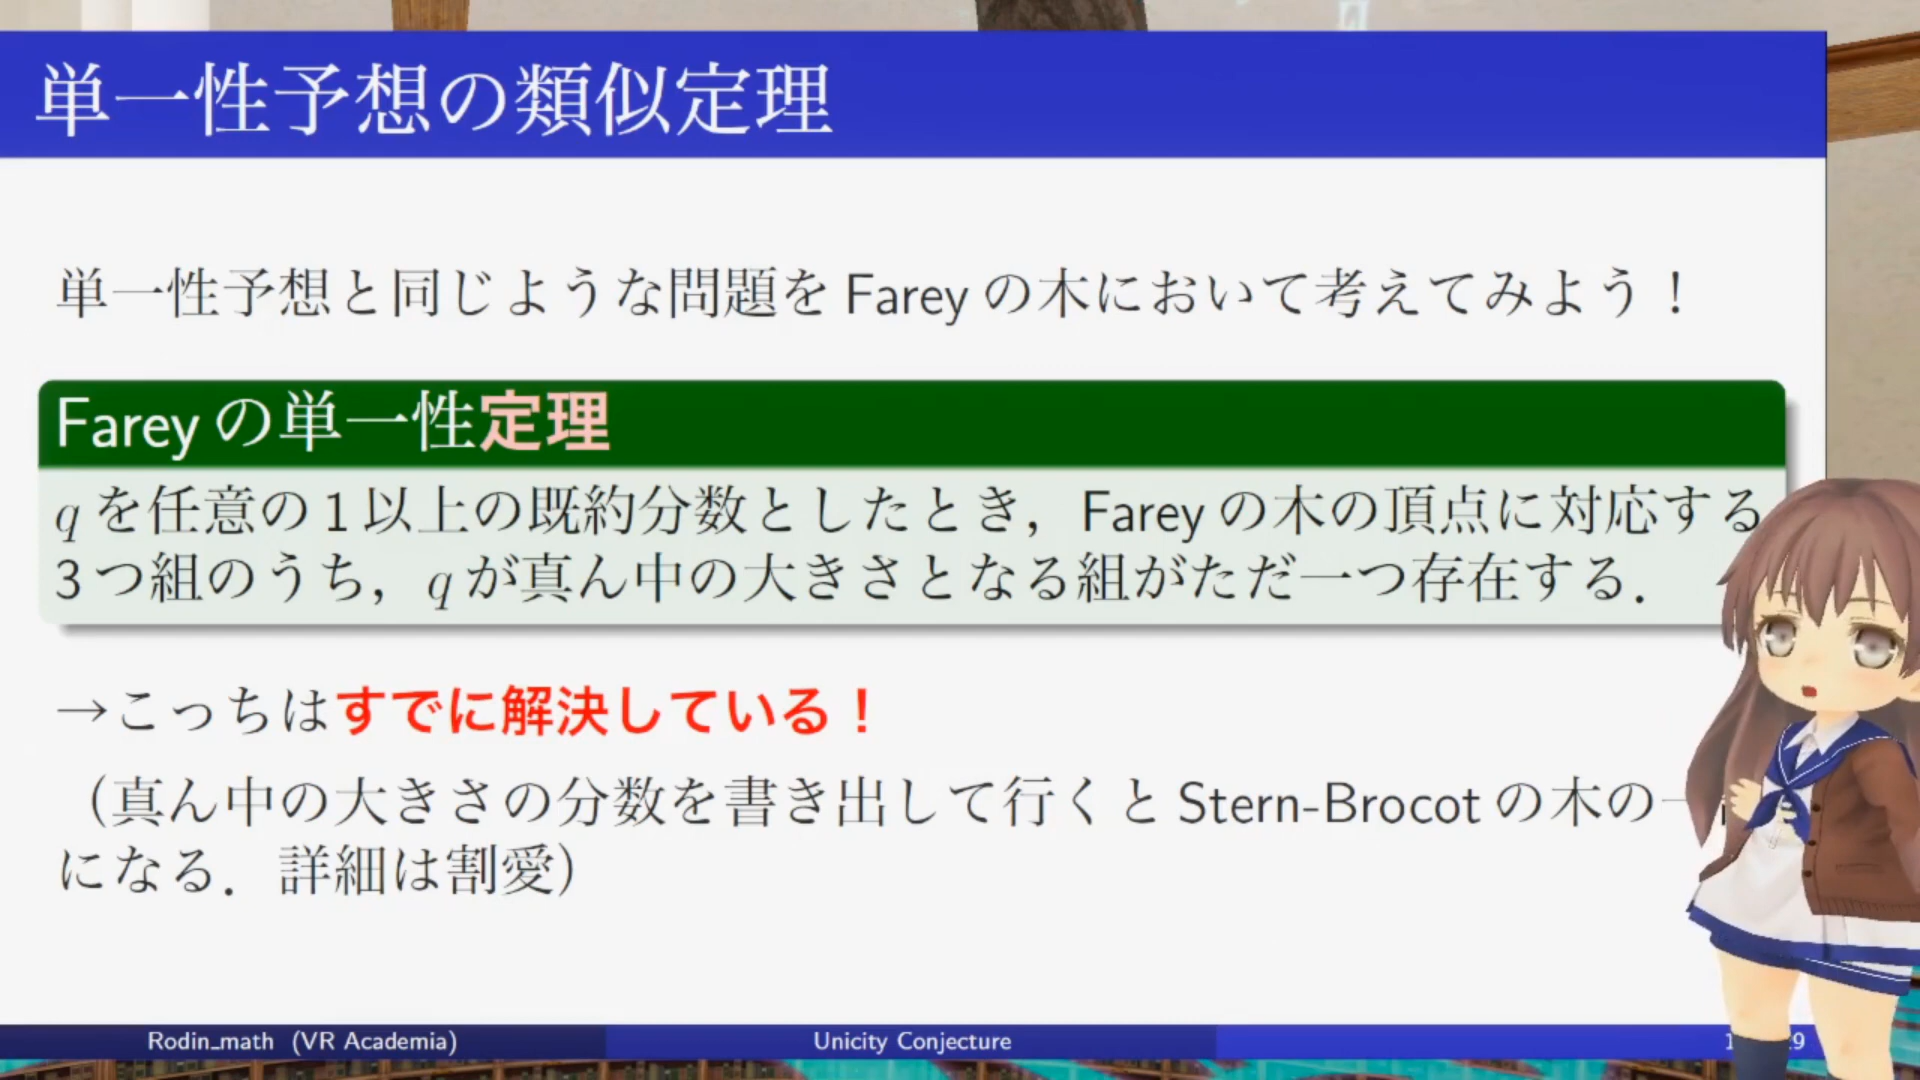 単一性予想の類似定理
単一性予想と同じような問題を Farey の木において考えてみよう！
Farey の単一性定理
q を任意の 1 以上の既約分数としたとき，Farey の木の頂点に対応する
3 つ組のうち，q が真ん中の大きさとなる組がただ一つ存在する．
→こっちはすでに解決している！
（真ん中の大きさの分数を書き出して行くと Stern-Brocot の木の
になる．詳細は割愛）
Rodin_math (VR Academia)
Unicity Conjecture